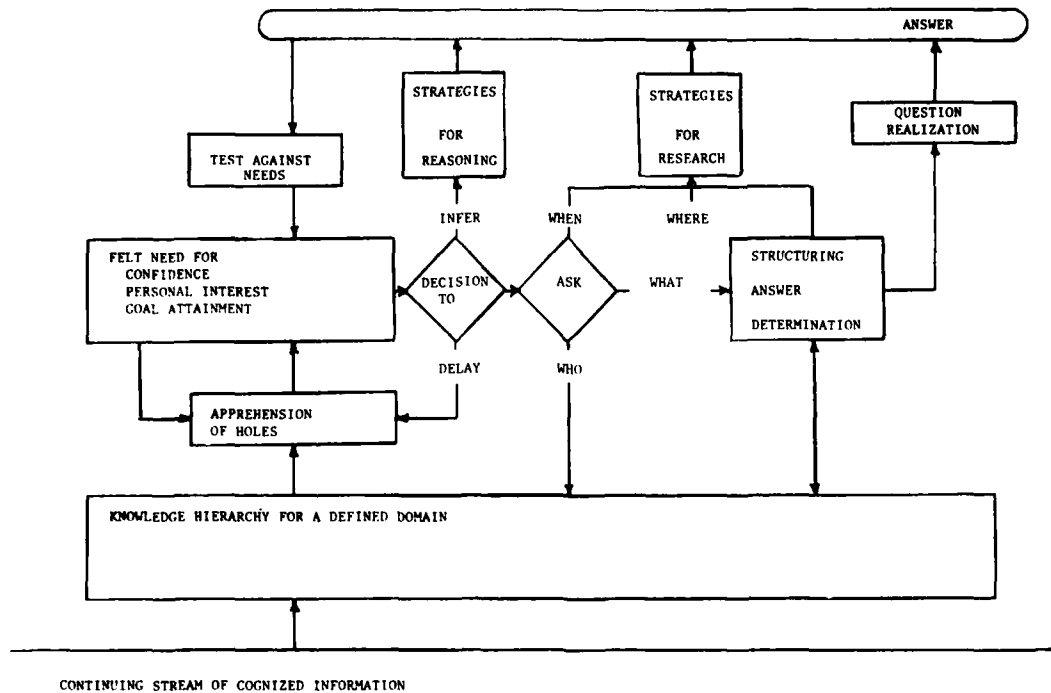 ANSWER
STRATEGIES
FOR
REASONING
STRATEGIES
FOR
RESEARCH
QUESTION
REALIZATION
TEST AGAINST
NEEDS
INFER
WHEN
WHERE
FELT NEED FOR
CONFIDENCE
PERSONAL INTEREST
GOAL ATTAINMENT
DECISION
TO
ASK
WHAT
STRUCTURING
ANSWER
DETERMINATION
DELAY
WHO
APPREHENSION
OF HOLES
KNOWLEDGE HIERARCHY FOR A DEFINED DOMAIN
CONTINUING STREAM OF COGNIZED INFORMATION